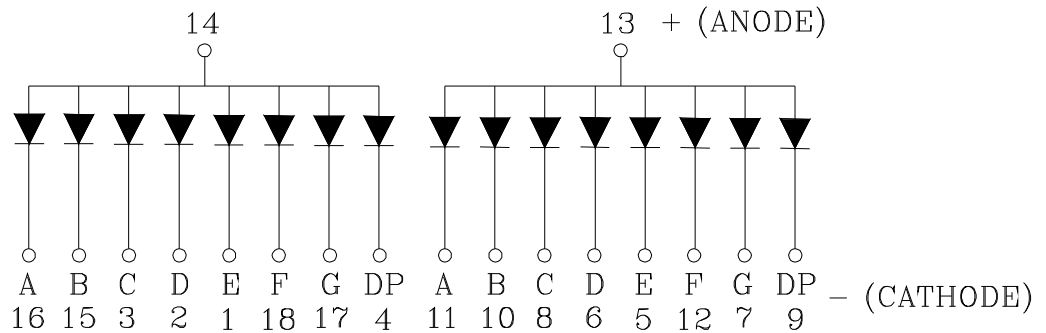 14 13 + (ANODE)
A B C D E F G DP A B C D E F G DP
16 15 3 2 1 18 17 4 11 10 8 6 5 12 7 9 - (CATHODE)